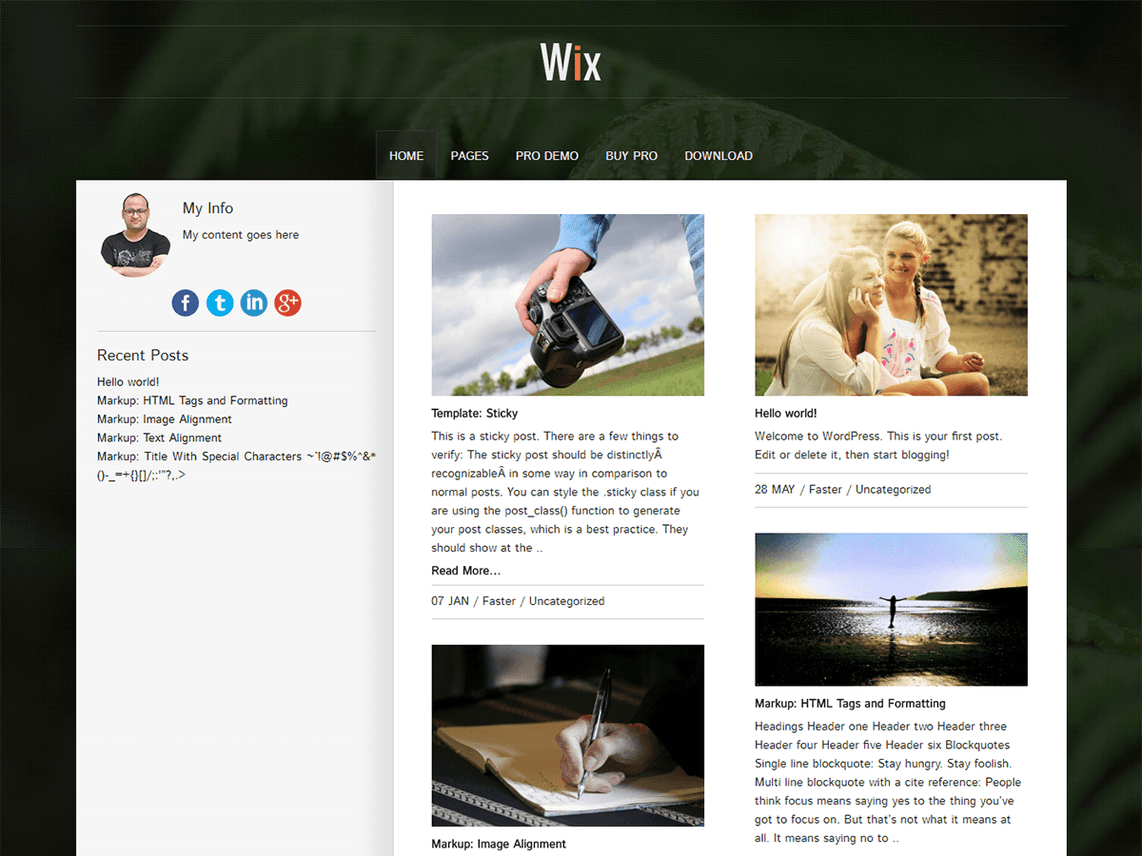 Wix
HOME PAGES PRO DEMO BUY PRO DOWNLOAD
My Info
My content goes here
f t in g+
Recent Posts
Hello world!
Markup: HTML Tags and Formatting
Markup: Image Alignment
Markup: Text Alignment
Markup: Title With Special Characters ~`!@#$%^&*
()-_=+{}[]/;:'"?,.>
Template: Sticky
This is a sticky post. There are a few things to
verify: The sticky post should be distinctlyÂ
recognizableÂ in some way in comparison to
normal posts. You can style the .sticky class if you
are using the post_class() function to generate
your post classes, which is a best practice. They
should show at the ..
Read More...
07 JAN / Faster / Uncategorized
Markup: Image Alignment
Hello world!
Welcome to WordPress. This is your first post.
Edit or delete it, then start blogging!
28 MAY / Faster / Uncategorized
Markup: HTML Tags and Formatting
Headings Header one Header two Header three
Header four Header five Header six Blockquotes
Single line blockquote: Stay hungry. Stay foolish.
Multi line blockquote with a cite reference: People
think focus means saying yes to the thing you've
got to focus on. But that's not what it means at
all. It means saying no to ..